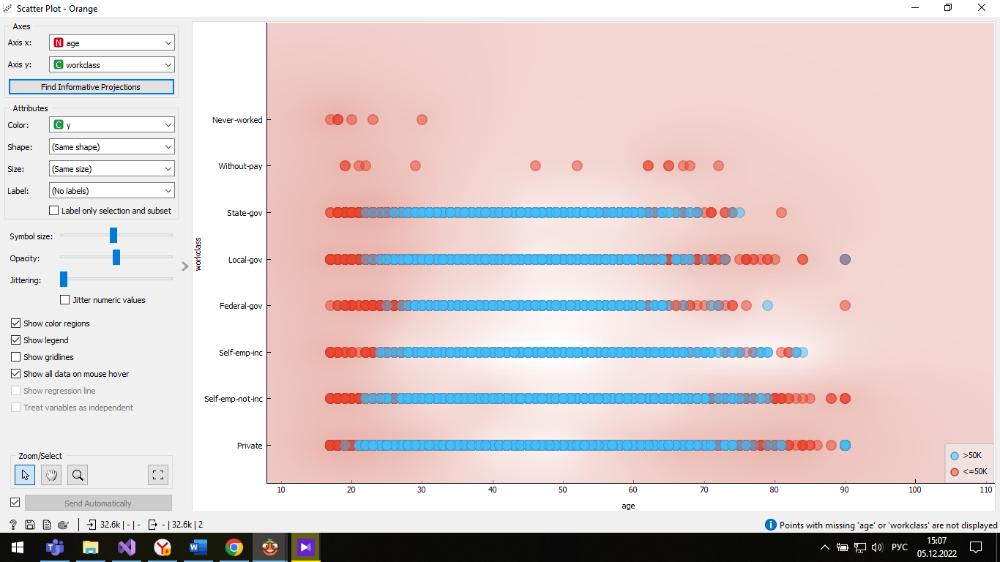 Scatter Plot - Orange
Axes
Axis x: N age
Axis y: C workclass
Find Informative Projections
Attributes
Color: C y
Shape: (Same shape)
Size: (Same size)
Label: (No labels)
Label only selection and subset
Symbol size:
Opacity:
Jittering:
Jitter numeric values
Show color regions
Show legend
Show gridlines
Show all data on mouse hover
Show regression line
Treat variables as independent
Zoom/Select
Send Automatically
workclass
Never-worked
Without-pay
State-gov
Local-gov
Federal-gov
Self-emp-inc
Self-emp-not-inc
Private
10 20 30 40 50 60 70 80 90 100 110
age
>50K
<=50K
? 32.6k | - | - - | 32.6k | 2
Points with missing 'age' or 'workclass' are not displayed
РУС
15:07
05.12.2022